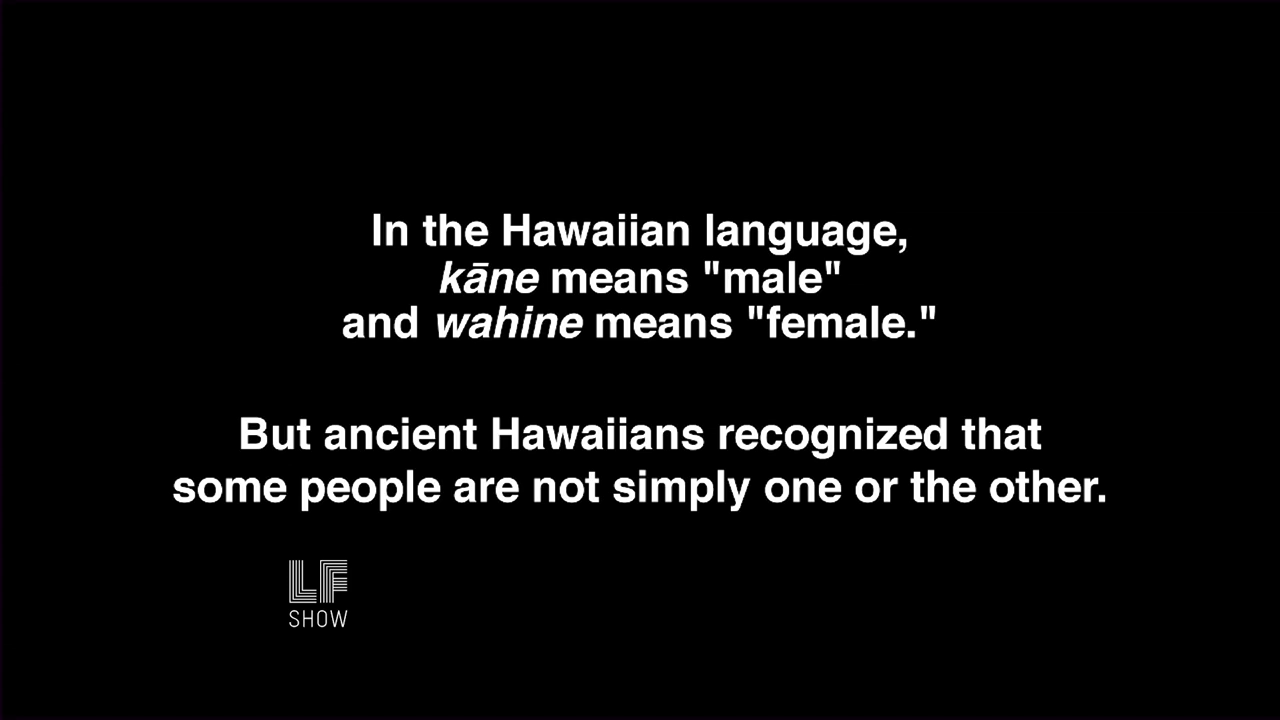 In the Hawaiian language,
kāne means "male"
and wahine means "female."
But ancient Hawaiians recognized that
some people are not simply one or the other.
LF
SHOW